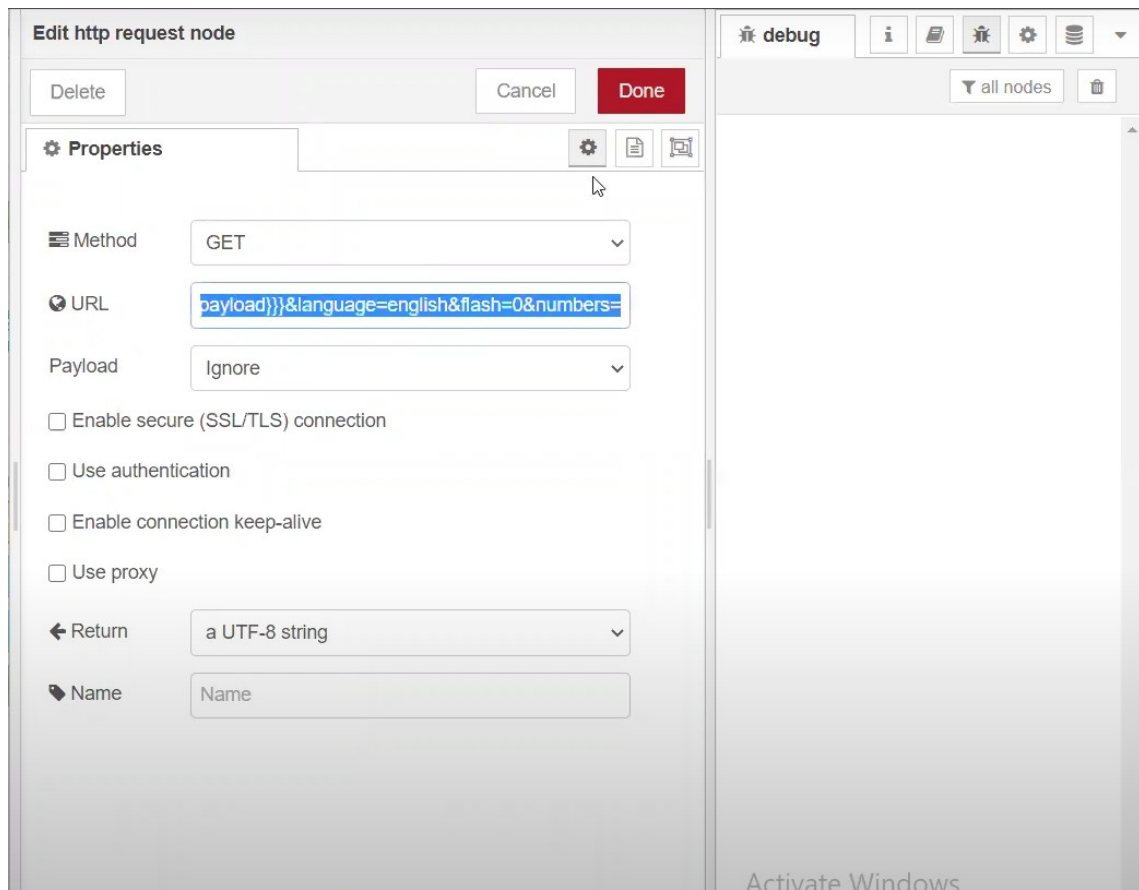 Edit http request node
debug
all nodes
Delete
Cancel
Done
Properties
Method
GET
URL
payload}}}&language=english&flash=0&numbers=
Payload
Ignore
Enable secure (SSL/TLS) connection
Use authentication
Enable connection keep-alive
Use proxy
Return
a UTF-8 string
Name
Name
Activate Windows